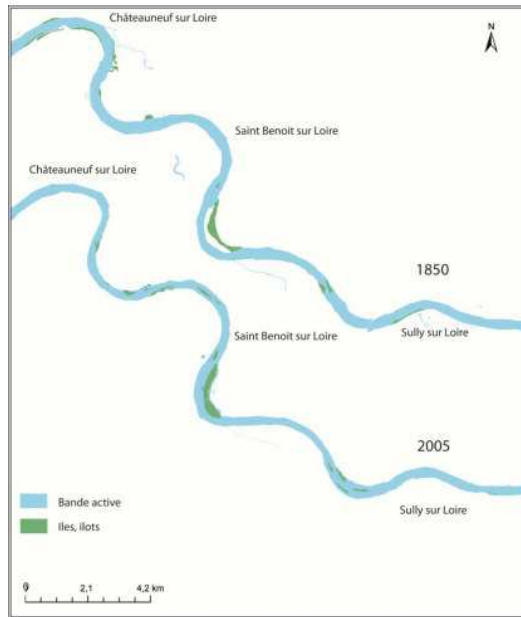 Châteauneuf sur Loire
N
Saint Benoit sur Loire
Châteauneuf sur Loire
1850
Sully sur Loire
Saint Benoit sur Loire
2005
Bande active
Sully sur Loire
Iles, ilots
0 2,1 4,2 km